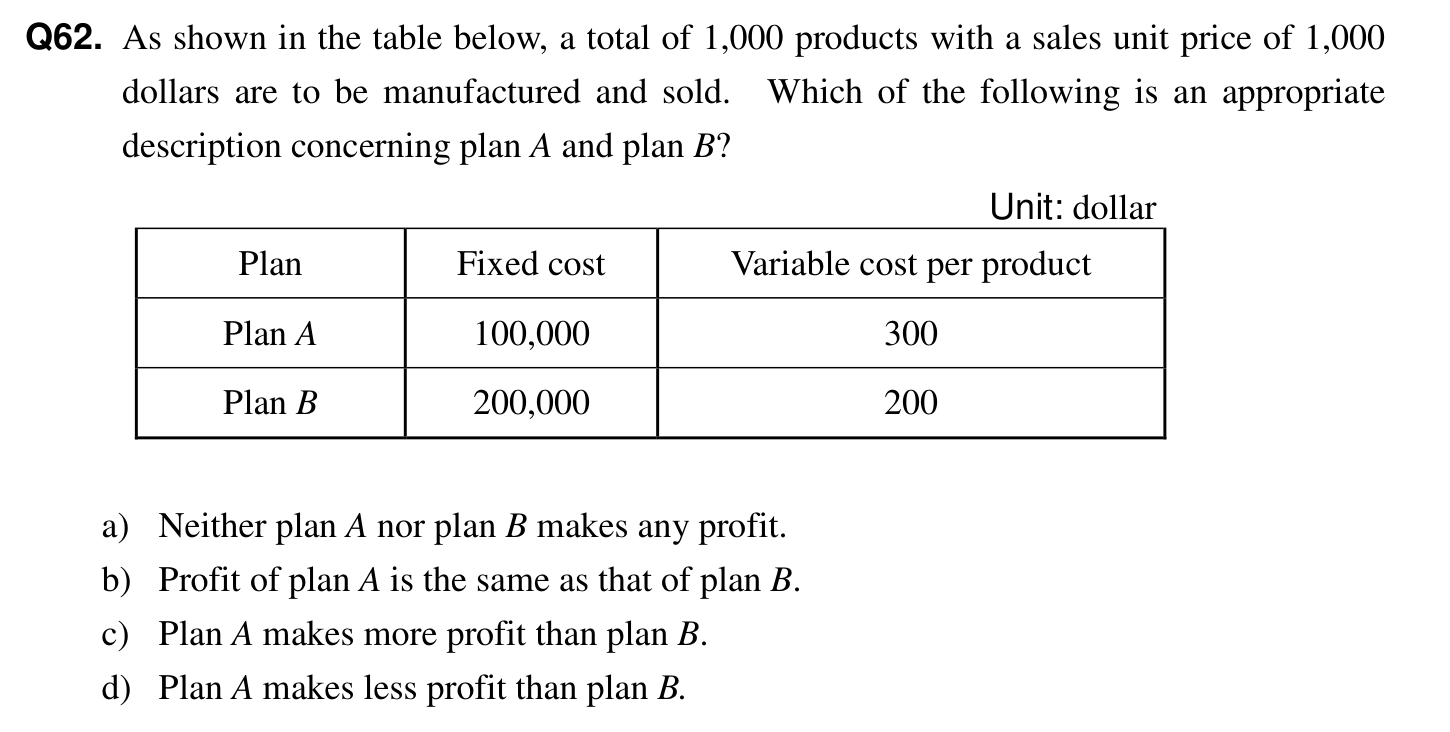 Q62. As shown in the table below, a total of 1,000 products with a sales unit price of 1,000
dollars are to be manufactured and sold. Which of the following is an appropriate
description concerning plan A and plan B?
Unit: dollar
Plan Fixed cost Variable cost per product
Plan A 100,000 300
Plan B 200,000 200
a) Neither plan A nor plan B makes any profit.
b) Profit of plan A is the same as that of plan B.
c) Plan A makes more profit than plan B.
d) Plan A makes less profit than plan B.